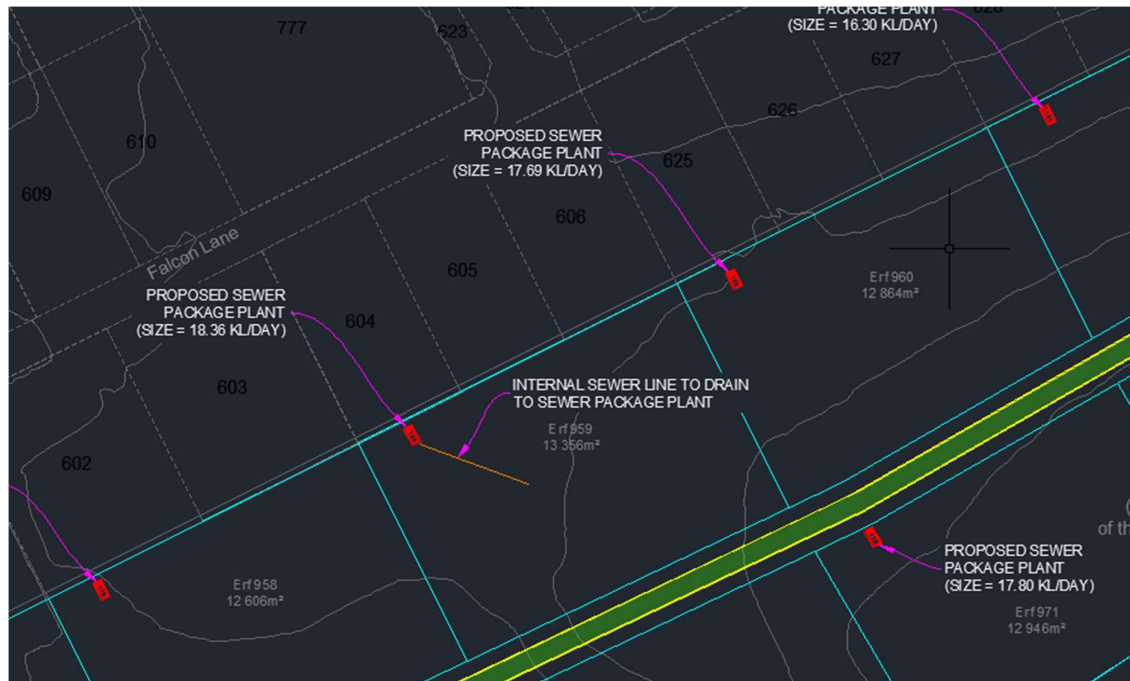 PACKAGE PLANT
(SIZE = 16.30 KL/DAY)
777
623
627
626
610
PROPOSED SEWER
PACKAGE PLANT
(SIZE = 17.69 KL/DAY)
625
609
606
Falcon Lane
605
Erf 960
12 864m²
PROPOSED SEWER
PACKAGE PLANT
(SIZE = 18.36 KL/DAY)
604
603
INTERNAL SEWER LINE TO DRAIN
TO SEWER PACKAGE PLANT
Erf 959
13 356m²
602
of th
PROPOSED SEWER
PACKAGE PLANT
(SIZE = 17.80 KL/DAY)
Erf 958
12 606m²
Erf 971
12 946m²